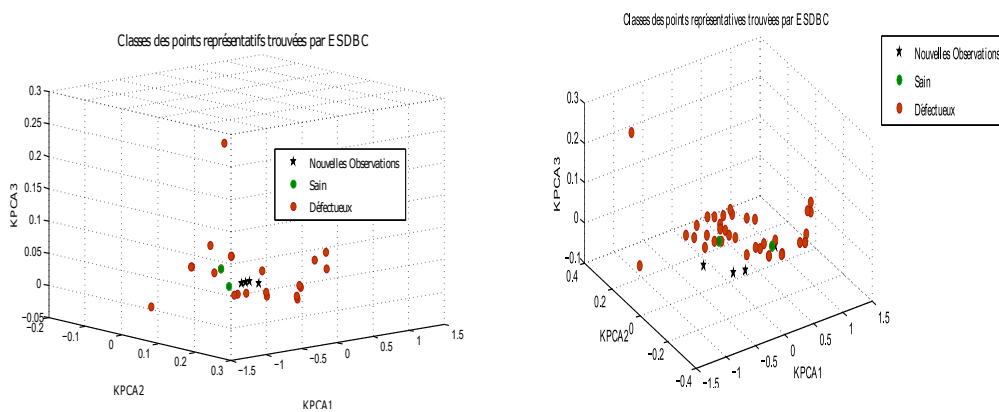 Classes des points représentatifs trouvées par ESDBC
0.3
0.25
0.2
0.15
0.1
0.05
0
−0.05
KPCA3
−0.2
−0.1
0
0.1
0.2
0.3
KPCA2
−1.5
−1
−0.5
0
0.5
1
1.5
KPCA1
Nouvelles Observations
Sain
Défectueux
Classes des points représentatives trouvées par ESDBC
0.3
0.2
0.1
0
−0.1
KPCA3
0.4
0.2
0
−0.2
−0.4
KPCA2
−1.5
−1
−0.5
0
0.5
1
1.5
KPCA1
Nouvelles Observations
Sain
Défectueux